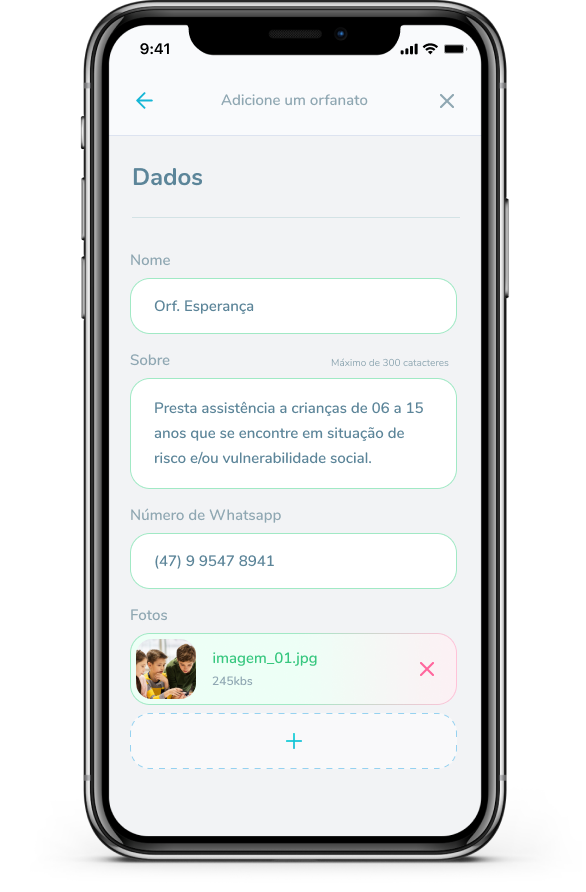 9:41
Adicione um orfanato
Dados
Nome
Orf. Esperança
Sobre
Máximo de 300 catacteres
Presta assistência a crianças de 06 a 15
anos que se encontre em situação de
risco e/ou vulnerabilidade social.
Número de Whatsapp
(47) 9 9547 8941
Fotos
imagem_01.jpg
245kbs